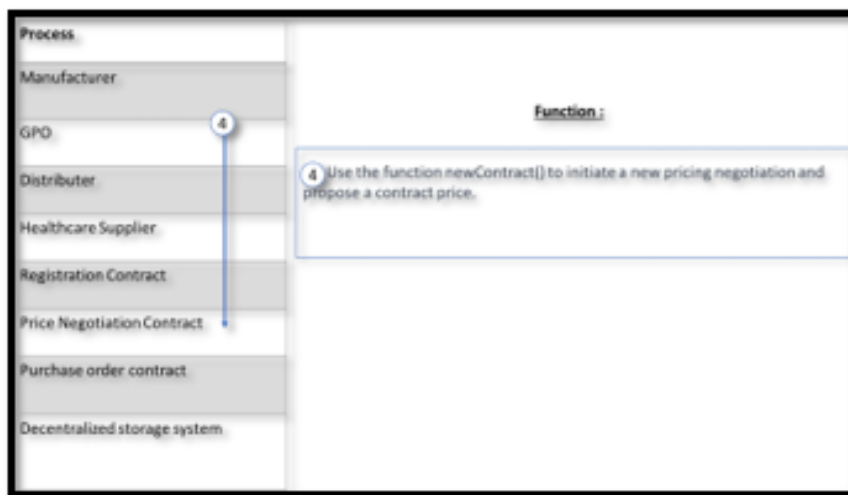 Process
Manufacturer
GPO
4
Distributer
Healthcare Supplier
Registration Contract
Price Negotiation Contract
Purchase order contract
Decentralized storage system
Function :
4 Use the function newContract() to initiate a new pricing negotiation and
propose a contract price.